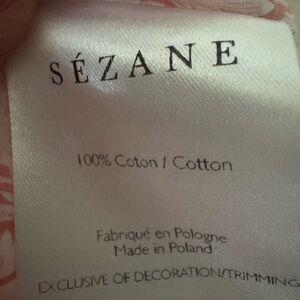 SÉZANE
100% Coton / Cotton
Fabriqué en Pologne
Made in Poland
EXCLUSIVE OF DECORATION/TRIMMING